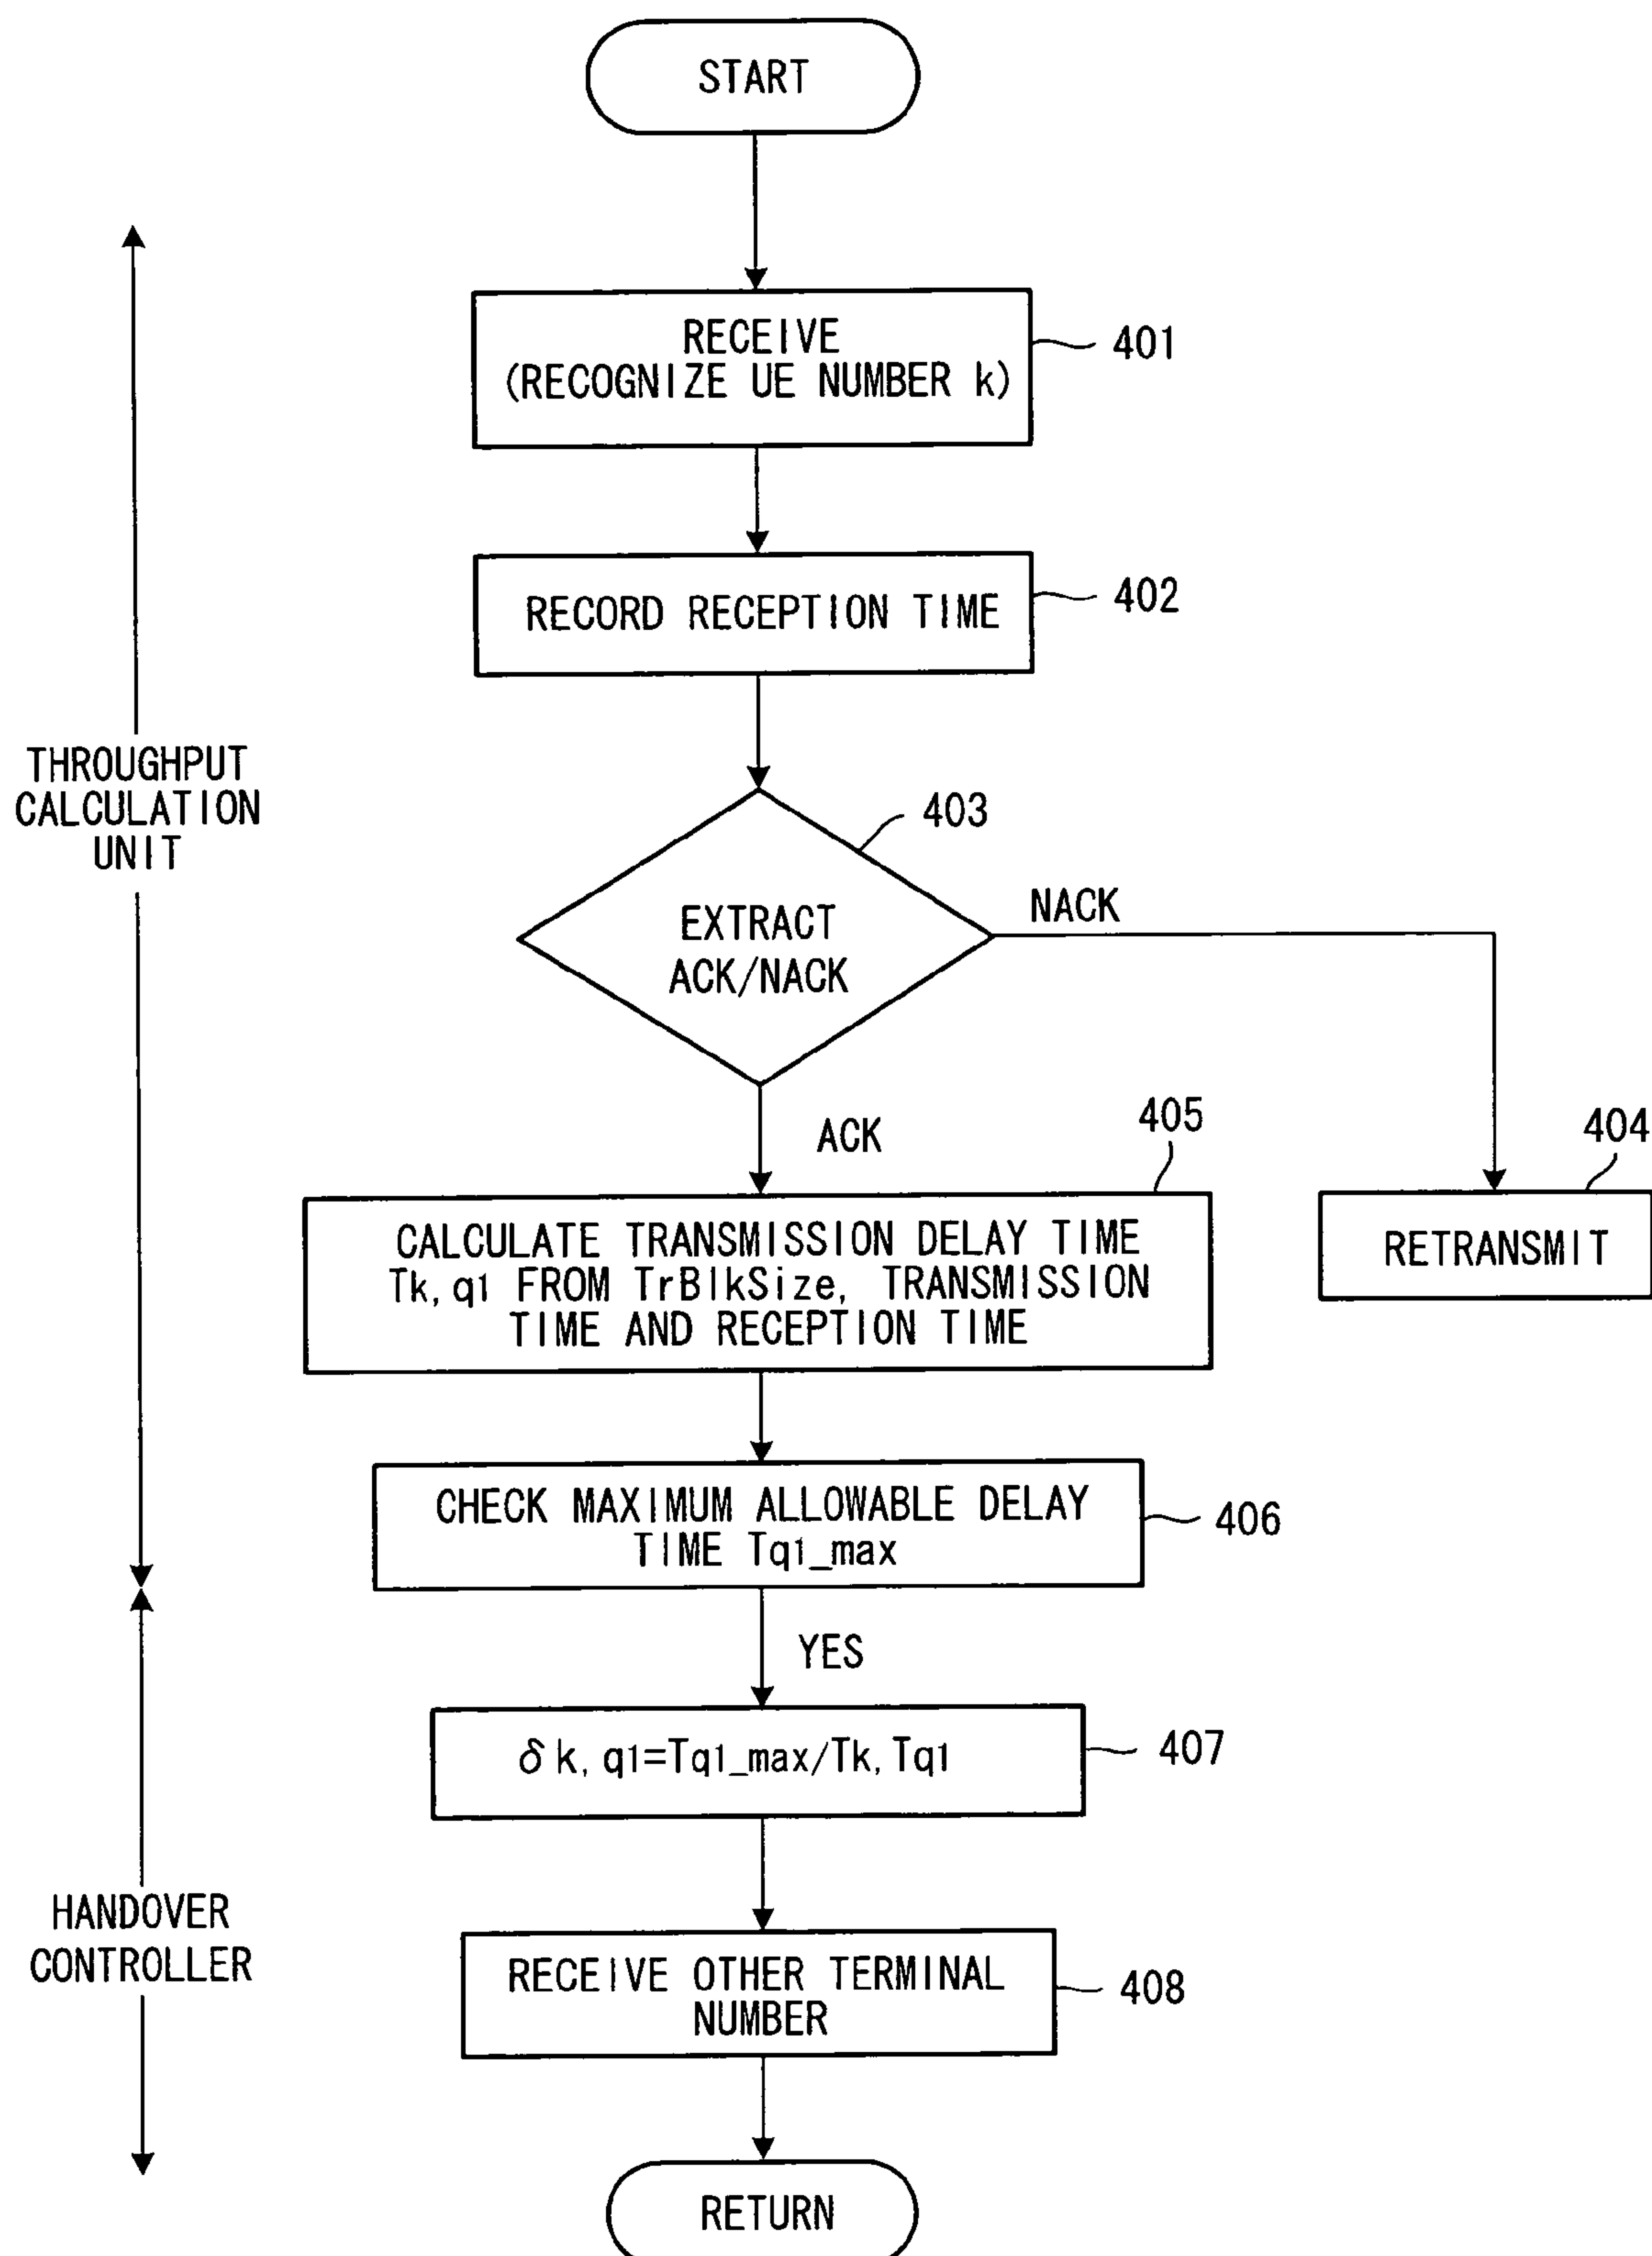 START
RECEIVE
(RECOGNIZE UE NUMBER k)
401
RECORD RECEPTION TIME
402
THROUGHPUT
CALCULATION
UNIT
403
EXTRACT
ACK/NACK
NACK
ACK
405
404
CALCULATE TRANSMISSION DELAY TIME
Tk, q1 FROM TrBlkSize, TRANSMISSION
TIME AND RECEPTION TIME
RETRANSMIT
CHECK MAXIMUM ALLOWABLE DELAY
TIME Tq1_max
406
YES
δk, q1=Tq1_max/Tk, Tq1
407
HANDOVER
CONTROLLER
RECEIVE OTHER TERMINAL
NUMBER
408
RETURN